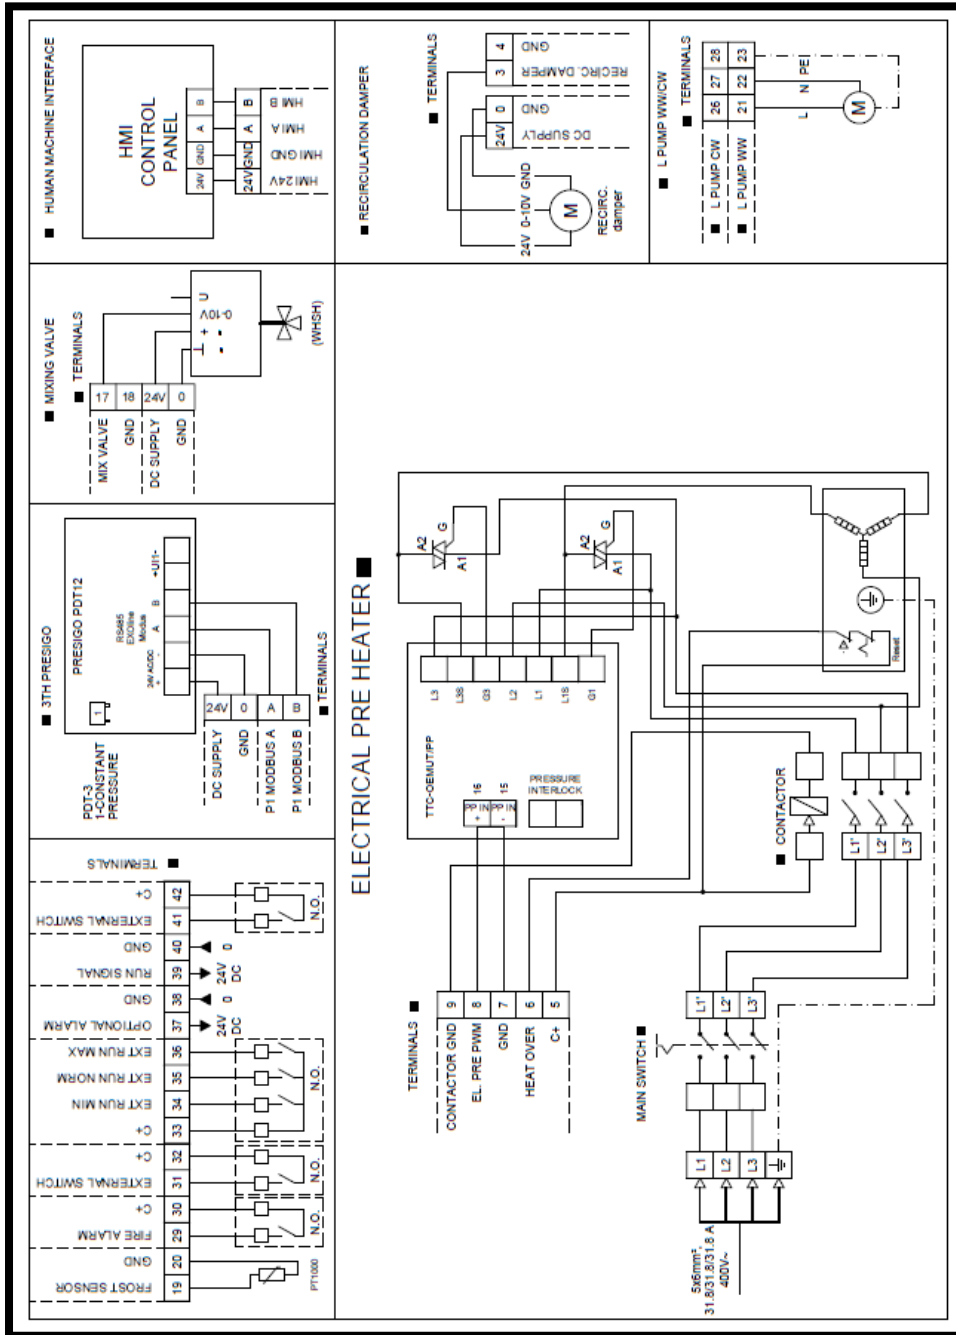 ■ HUMAN MACHINE INTERFACE
HMI
CONTROL
PANEL
24V GND A B
24V GND A B
HMI 24V
HMI GND
HMI A
HMI B
■ RECIRCULATION DAMPER
■ TERMINALS
24V 0
3 4
DC SUPPLY
GND
RECIRC. DAMPER
GND
24V 0-10V GND
M
RECIRC.
damper
■ L PUMP WW/CW
■ TERMINALS
26 27 28
21 22 23
■ L PUMP CW
■ L PUMP WW
L N PE
M
■ MIXING VALVE
■ TERMINALS
MIX VALVE
GND
DC SUPPLY
GND
17
18
24V
0
U
0-10V
+ ~
⊥ -
(WHSH)
■ 3TH PRESIGO
PRESIGO PDT12
PDT-3
1-CONSTANT
PRESSURE
1
24V AC/DC
+ - A B +UI1-
RS485
EXOline
Modus
24V
0
A
B
DC SUPPLY
GND
P1 MODBUS A
P1 MODBUS B
■ TERMINALS
TERMINALS ■
42 C+
41 EXTERNAL SWITCH
N.O.
40 GND
0
39 RUN SIGNAL
24V
DC
38 GND
0
37 OPTIONAL ALARM
24V
DC
36 EXT RUN MAX
35 EXT RUN NORM
34 EXT RUN MIN
33 C+
N.O.
32 C+
31 EXTERNAL SWITCH
N.O.
30 C+
29 FIRE ALARM
N.O.
20 GND
19 FROST SENSOR
PT1000
ELECTRICAL PRE HEATER ■
TERMINALS ■
CONTACTOR GND
EL. PRE PWM
GND
HEAT OVER
C+
9
8
7
6
5
TTC-OEMUT/PP
16
15
PP IN
+
PP IN
-
PRESSURE
INTERLOCK
L3
L3S
G3
L2
L1
L1S
G1
A2
G
A1
A2
G
A1
Reset
■ CONTACTOR
L1'
L2'
L3'
MAIN SWITCH ■
L1'
L2'
L3'
L1
L2
L3
5x6mm²,
31.8/31.8/31.8 A
400V~